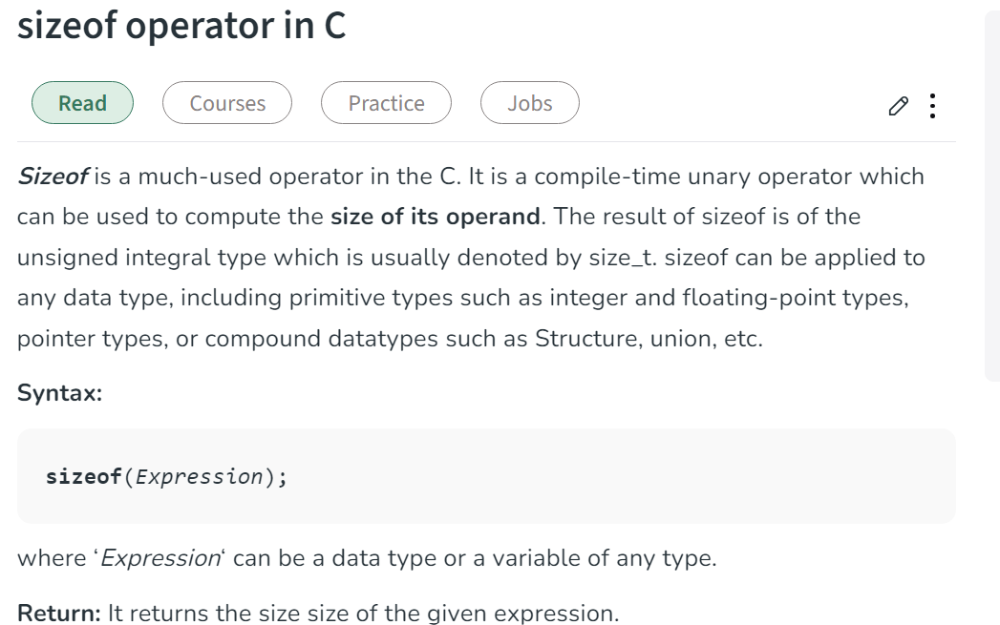 sizeof operator in C
Read Courses Practice Jobs
Sizeof is a much-used operator in the C. It is a compile-time unary operator which
can be used to compute the size of its operand. The result of sizeof is of the
unsigned integral type which is usually denoted by size_t. sizeof can be applied to
any data type, including primitive types such as integer and floating-point types,
pointer types, or compound datatypes such as Structure, union, etc.
Syntax:
sizeof(Expression);
where ‘Expression‘ can be a data type or a variable of any type.
Return: It returns the size size of the given expression.